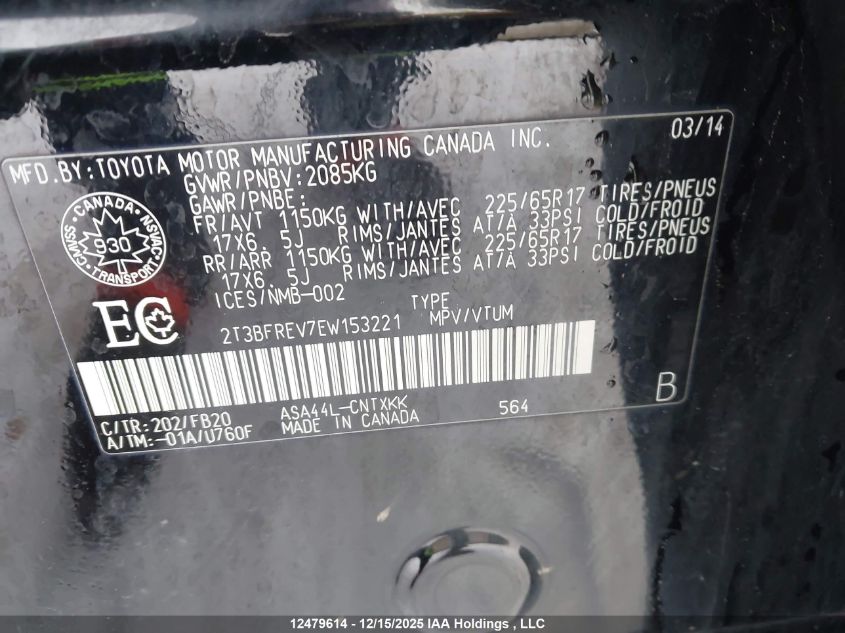 MFD.BY:TOYOTA MOTOR MANUFACTURING CANADA INC. 03/14
GVWR/PNBV:2085KG
GAWR/PNBE:
FR/AVT 1150KG WITH/AVEC 225/65R17 TIRES/PNEUS
17X6.5J RIMS/JANTES AT/À 33PSI COLD/FROID
RR/ARR 1150KG WITH/AVEC 225/65R17 TIRES/PNEUS
17X6.5J RIMS/JANTES AT/À 33PSI COLD/FROID
ICES/NMB-002
CANADA
CMVSS 930 NSVAC
TRANSPORT
EC
TYPE
2T3BFREV7EW153221 MPV/VTUM
C/TR:202/FB20 ASA44L-CNTXKK 564 B
A/TM:-01A/U760F MADE IN CANADA
12479614 - 12/15/2025 IAA Holdings , LLC